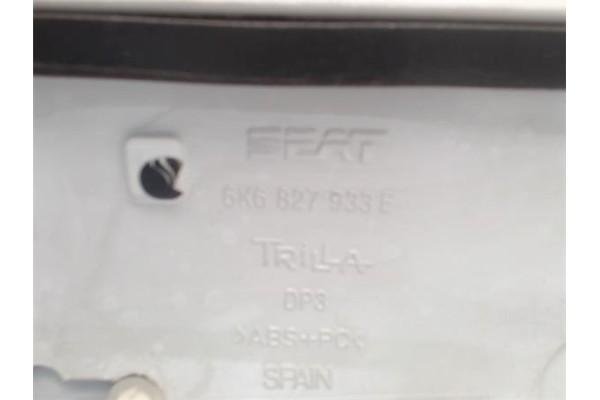 SEAT
6K6 827 933 E
TRILLA
DP3
>ABS+PC<
SPAIN